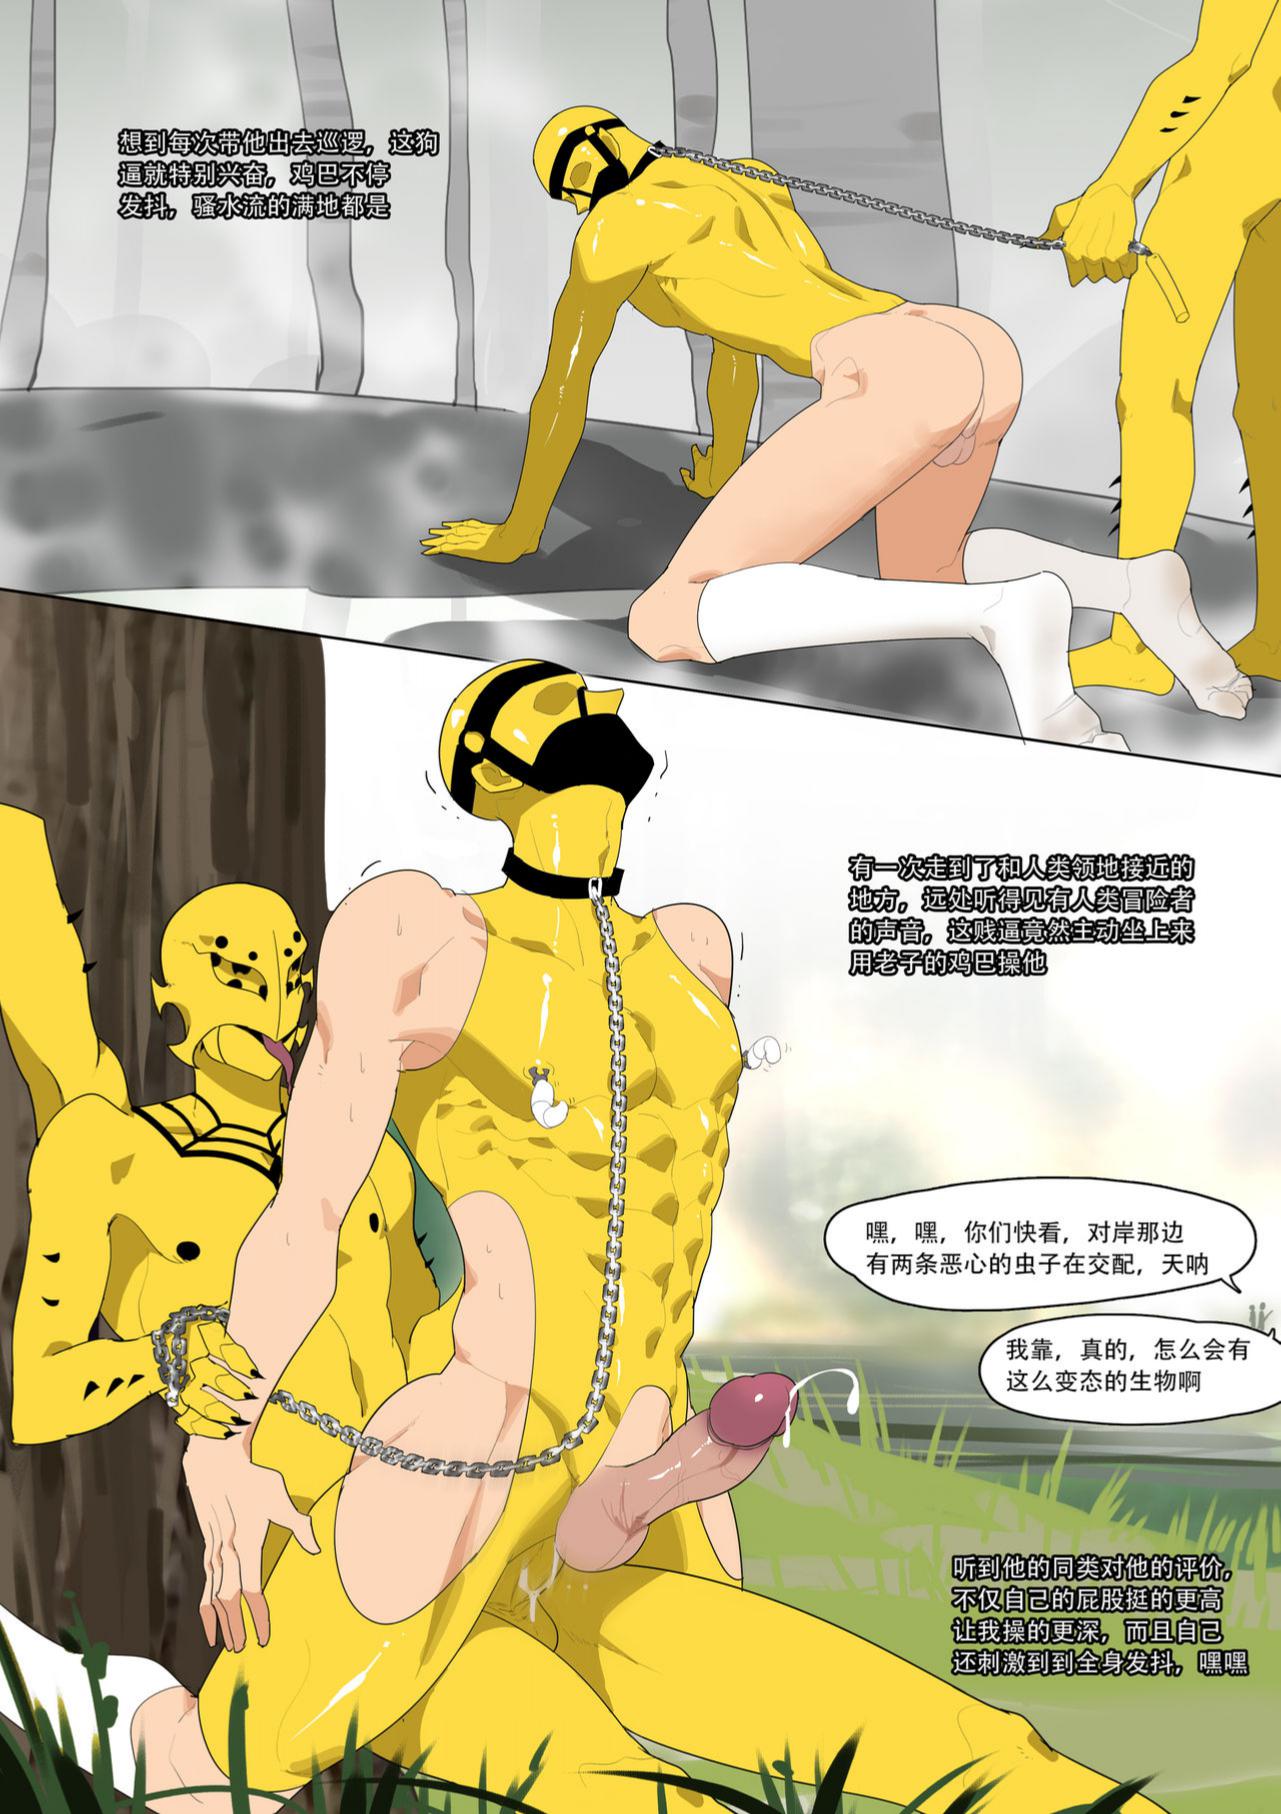 想到每次带他出去巡逻，这狗
逼就特别兴奋，鸡巴不停
发抖，骚水流的满地都是
有一次走到了和人类领地接近的
地方，远处听得见有人类冒险者
的声音，这贱逼竟然主动坐上来
用老子的鸡巴操他
嘿，嘿，你们快看，对岸那边
有两条恶心的虫子在交配，天呐
我靠，真的，怎么会有
这么变态的生物啊
听到他的同类对他的评价，
不仅自己的屁股挺的更高
让我操的更深，而且自己
还刺激到到全身发抖，嘿嘿